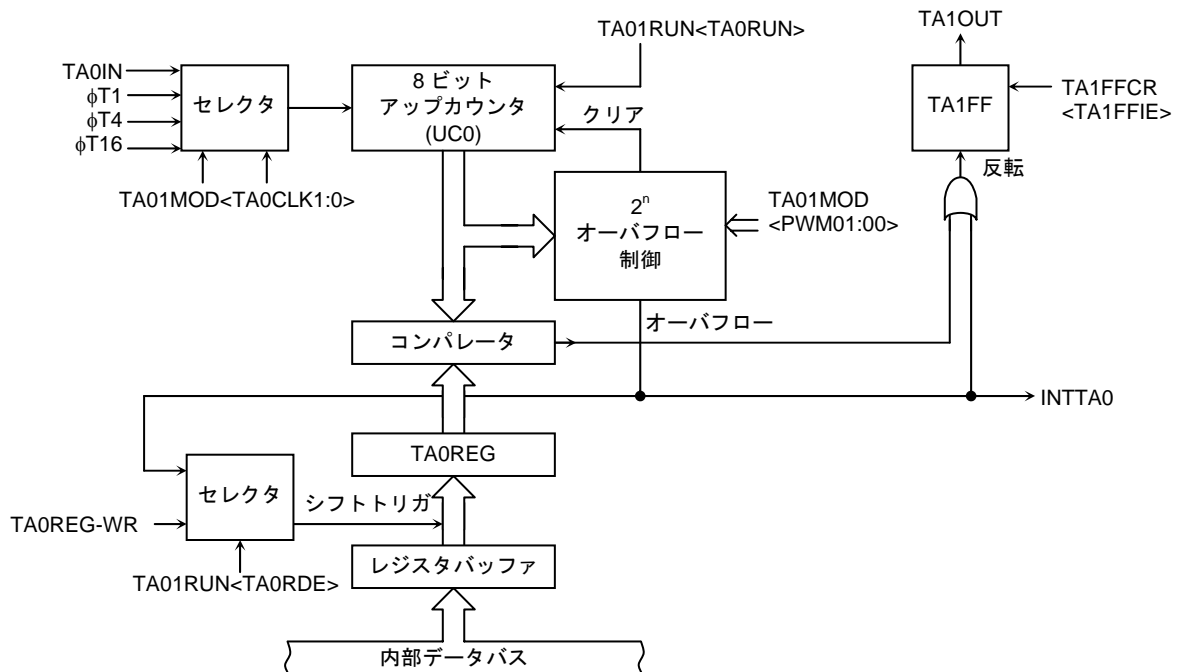 TA01RUN<TA0RUN>
TA1OUT
TA0IN
φT1
φT4
φT16
セレクタ
8 ビット
アップカウンタ
(UC0)
クリア
TA1FF
TA1FFCR
<TA1FFIE>
反転
TA01MOD<TA0CLK1:0>
2n
オーバフロー
制御
TA01MOD
<PWM01:00>
オーバフロー
コンパレータ
INTTA0
TA0REG
セレクタ
シフトトリガ
TA0REG-WR
レジスタバッファ
TA01RUN<TA0RDE>
内部データバス